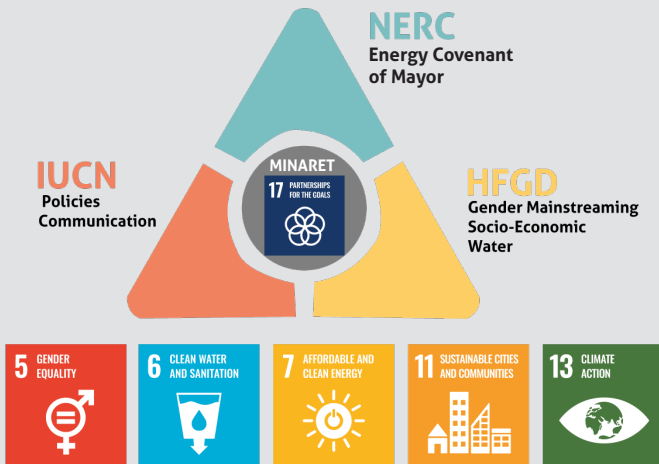 NERC
Energy Covenant
of Mayor
IUCN
Policies
Communication
MINARET
17 PARTNERSHIPS
FOR THE GOALS
HFGD
Gender Mainstreaming
Socio-Economic
Water
5 GENDER
EQUALITY
6 CLEAN WATER
AND SANITATION
7 AFFORDABLE AND
CLEAN ENERGY
11 SUSTAINABLE CITIES
AND COMMUNITIES
13 CLIMATE
ACTION